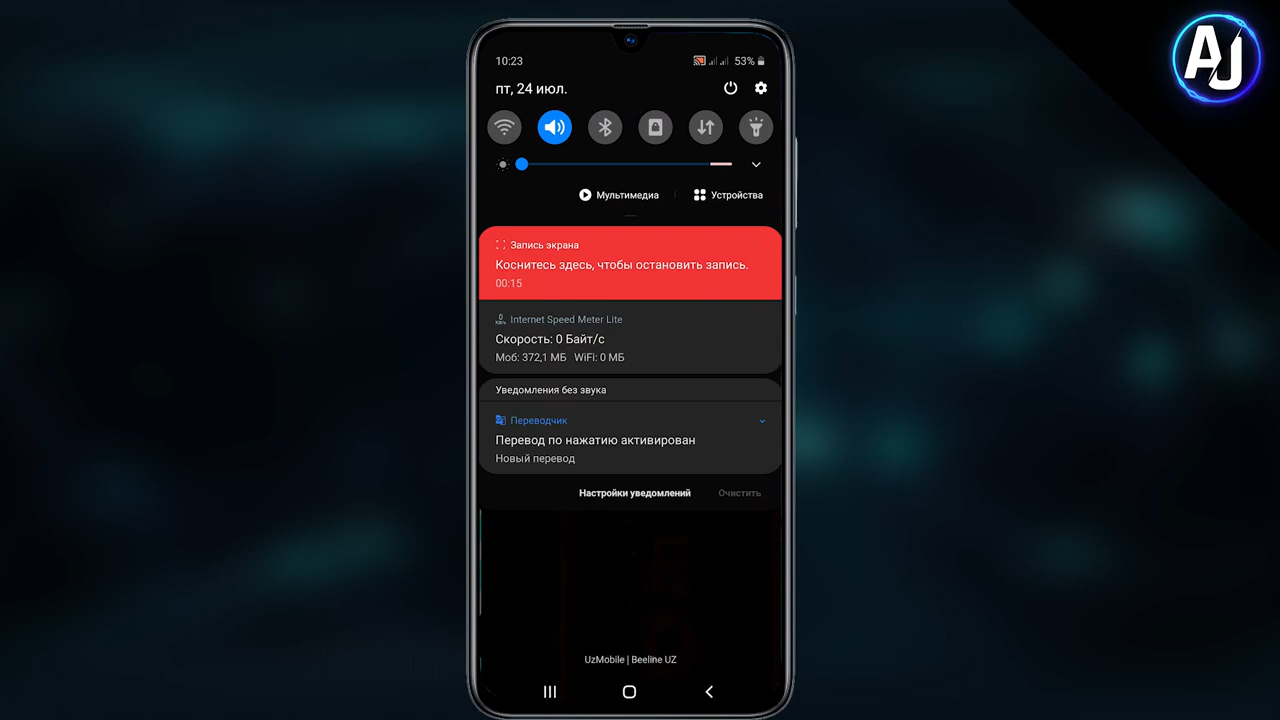 AJ
10:23
53%
пт, 24 июл.
Мультимедиа
Устройства
Запись экрана
Коснитесь здесь, чтобы остановить запись.
00:15
Internet Speed Meter Lite
Скорость: 0 Байт/с
Моб: 372,1 МБ WiFi: 0 МБ
Уведомления без звука
Переводчик
Перевод по нажатию активирован
Новый перевод
Настройки уведомлений
Очистить
UzMobile | Beeline UZ